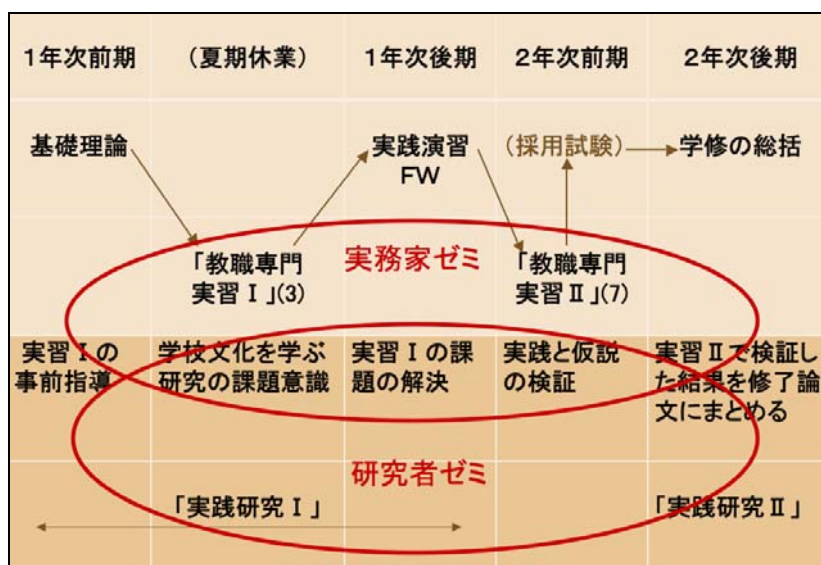 1年次前期
(夏期休業)
1年次後期
2年次前期
2年次後期
基礎理論
実践演習
FW
(採用試験)
学修の総括
「教職専門
実習Ⅰ」(3)
実務家ゼミ
「教職専門
実習Ⅱ」(7)
実習Ⅰの
事前指導
学校文化を学ぶ
研究の課題意識
実習Ⅰの課
題の解決
実践と仮説
の検証
実習Ⅱで検証し
た結果を修了論
文にまとめる
研究者ゼミ
「実践研究Ⅰ」
「実践研究Ⅱ」